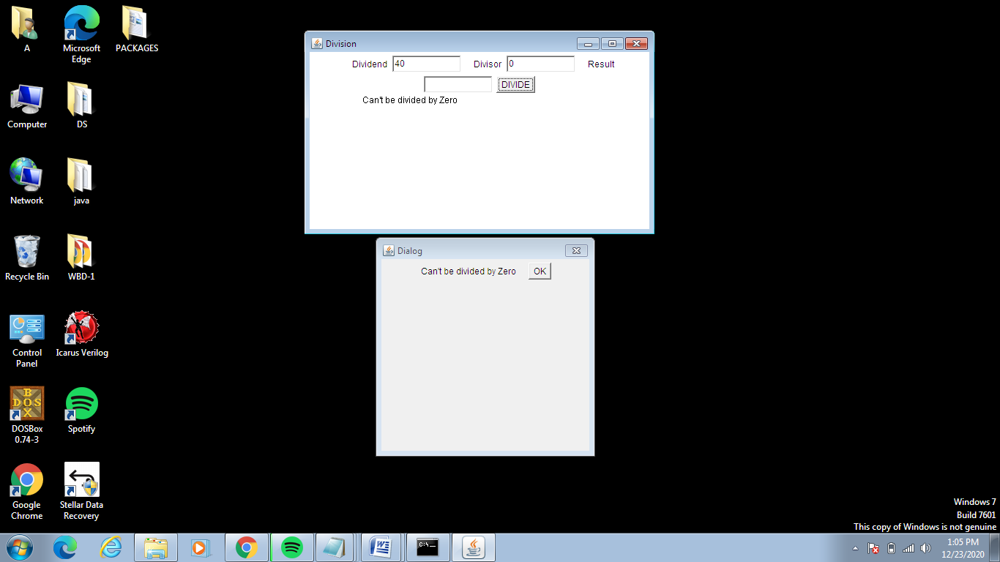 A
Microsoft
Edge
PACKAGES
Computer
DS
Network
java
Recycle Bin
WBD-1
Control
Panel
Icarus Verilog
BOX
DOS
DOSBox
0.74-3
Spotify
Google
Chrome
Stellar Data
Recovery
Division
Dividend 40 Divisor 0 Result
DIVIDE
Can't be divided by Zero
Dialog
Can't be divided by Zero OK
Windows 7
Build 7601
This copy of Windows is not genuine
C:\_
1:05 PM
12/23/2020